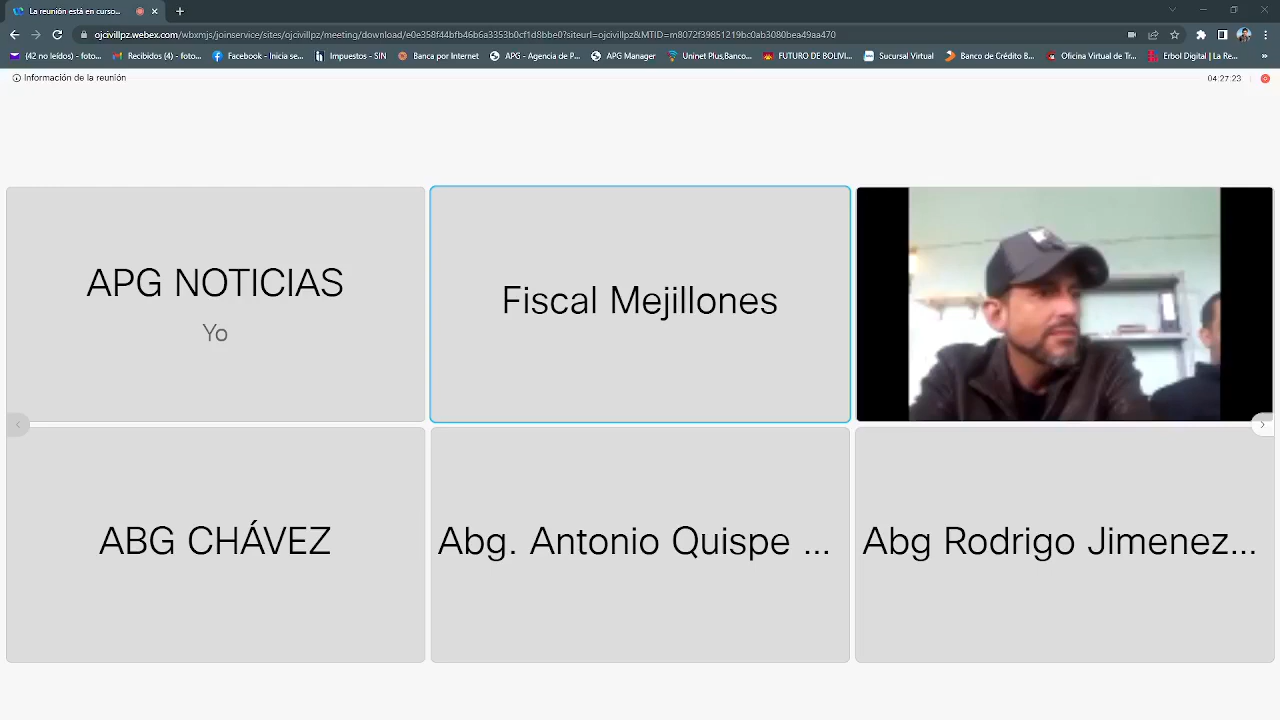 La reunión está en curso...
ojcivillpz.webex.com/wbxmjs/joinservice/sites/ojcivillpz/meeting/download/e0e358f44bfb46b6a3353b0cf1d8bbe0?siteurl=ojcivillpz&MTID=m8072f39851219bc0ab3080bea49aa470
(42 no leídos) - foto...
Recibidos (4) - foto...
Facebook - Inicia se...
Impuestos - SIN
Banca por Internet
APG - Agencia de P...
APG Manager
Uninet Plus,Banco...
FUTURO DE BOLIVI...
Sucursal Virtual
Banco de Crédito B...
Oficina Virtual de Tr...
Erbol Digital | La Re...
»
Información de la reunión
04:27:23
APG NOTICIAS
Yo
Fiscal Mejillones
ABG CHÁVEZ
Abg. Antonio Quispe ...
Abg Rodrigo Jimenez...